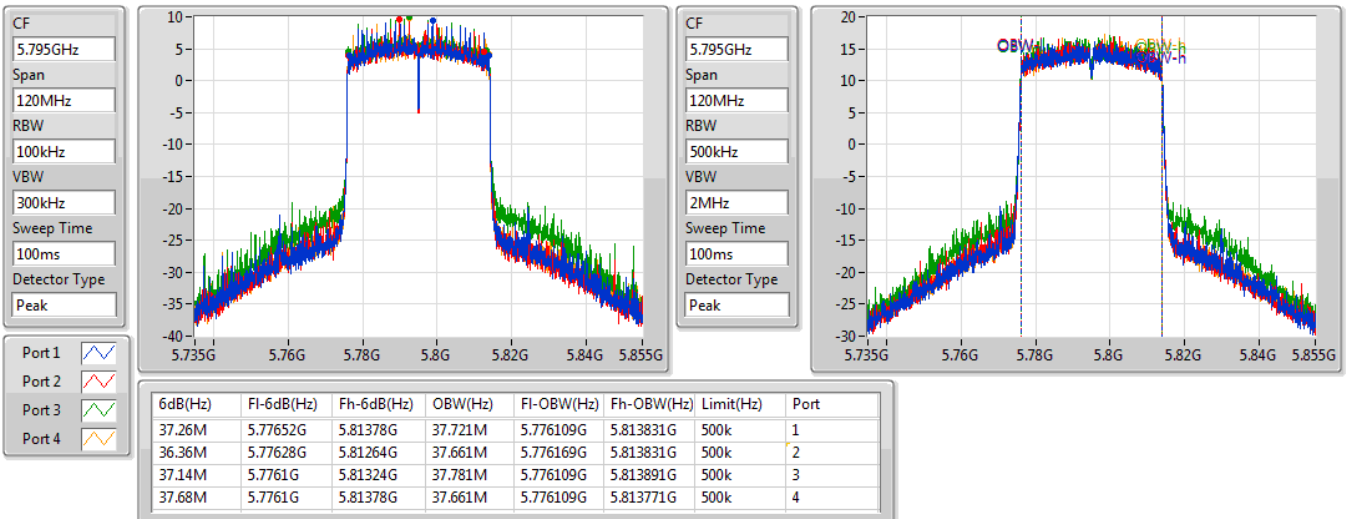 CF
5.795GHz
Span
120MHz
RBW
100kHz
VBW
300kHz
Sweep Time
100ms
Detector Type
Peak
10
5
0
-5
-10
-15
-20
-25
-30
-35
-40
5.735G 5.76G 5.78G 5.8G 5.82G 5.84G 5.855G
CF
5.795GHz
Span
120MHz
RBW
500kHz
VBW
2MHz
Sweep Time
100ms
Detector Type
Peak
20
15
10
5
0
-5
-10
-15
-20
-25
-30
OBW-h
OBW-h
5.735G 5.76G 5.78G 5.8G 5.82G 5.84G 5.855G
Port 1
Port 2
Port 3
Port 4
6dB(Hz) Fl-6dB(Hz) Fh-6dB(Hz) OBW(Hz) Fl-OBW(Hz) Fh-OBW(Hz) Limit(Hz) Port
37.26M 5.77652G 5.81378G 37.721M 5.776109G 5.813831G 500k 1
36.36M 5.77628G 5.81264G 37.661M 5.776169G 5.813831G 500k 2
37.14M 5.7761G 5.81324G 37.781M 5.776109G 5.813891G 500k 3
37.68M 5.7761G 5.81378G 37.661M 5.776109G 5.813771G 500k 4